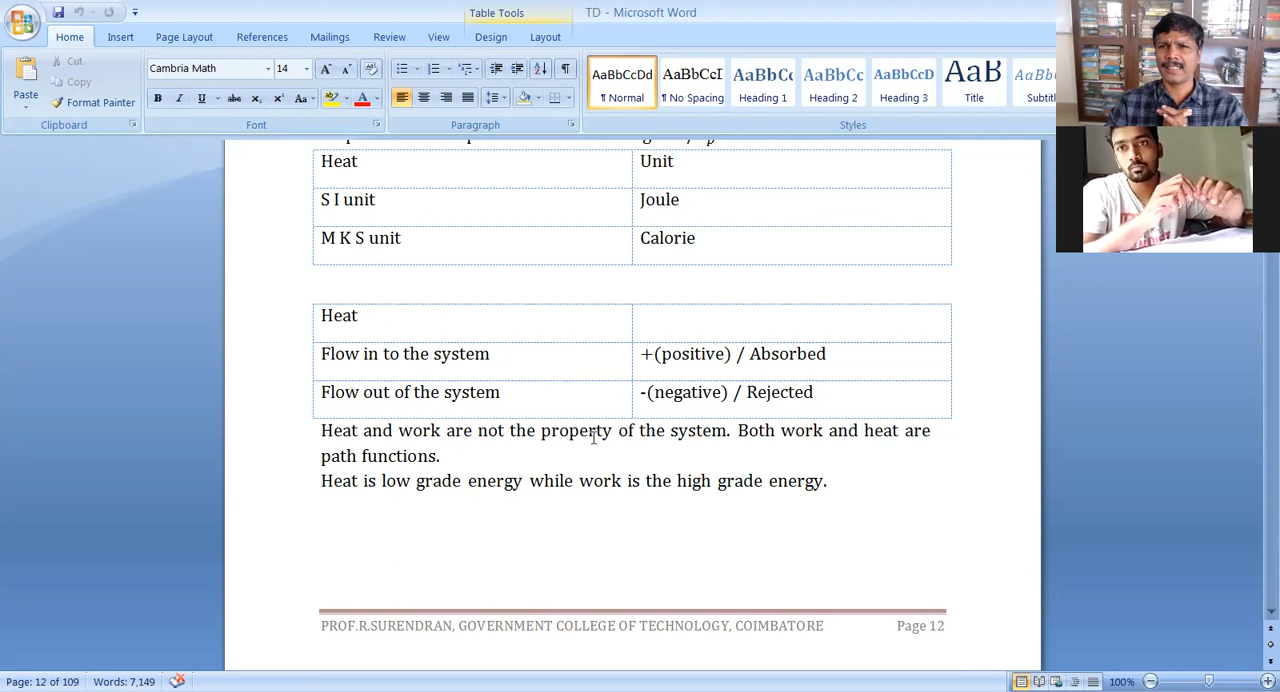 Table Tools
TD - Microsoft Word
Home Insert Page Layout References Mailings Review View Design Layout
Cut
Copy
Format Painter
Paste
Clipboard
Cambria Math 14
Font
Paragraph
AaBbCcDd AaBbCcI AaBbCc AaBbCc AaBbCcD AaB AaBbCc
¶ Normal ¶ No Spacing Heading 1 Heading 2 Heading 3 Title Subtitl
Styles
Heat Unit
S I unit Joule
M K S unit Calorie
Heat
Flow in to the system +(positive) / Absorbed
Flow out of the system -(negative) / Rejected
Heat and work are not the property of the system. Both work and heat are
path functions.
Heat is low grade energy while work is the high grade energy.
PROF.R.SURENDRAN, GOVERNMENT COLLEGE OF TECHNOLOGY, COIMBATORE Page 12
Page: 12 of 109 Words: 7,149 100%